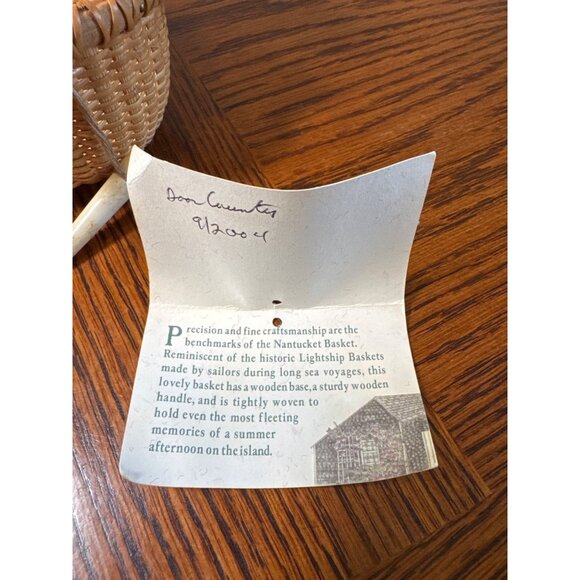 Door County
9/2004
Precision and fine craftsmanship are the
benchmarks of the Nantucket Basket.
Reminiscent of the historic Lightship Baskets
made by sailors during long sea voyages, this
lovely basket has a wooden base, a sturdy wooden
handle, and is tightly woven to
hold even the most fleeting
memories of a summer
afternoon on the island.